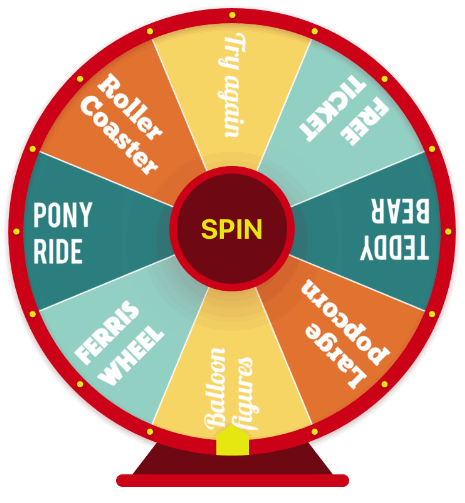 Try again
FREE
TICKET
TEDDY
BEAR
Large
popcorn
Balloon
figures
FERRIS
WHEEL
PONY
RIDE
Roller
Coaster
SPIN